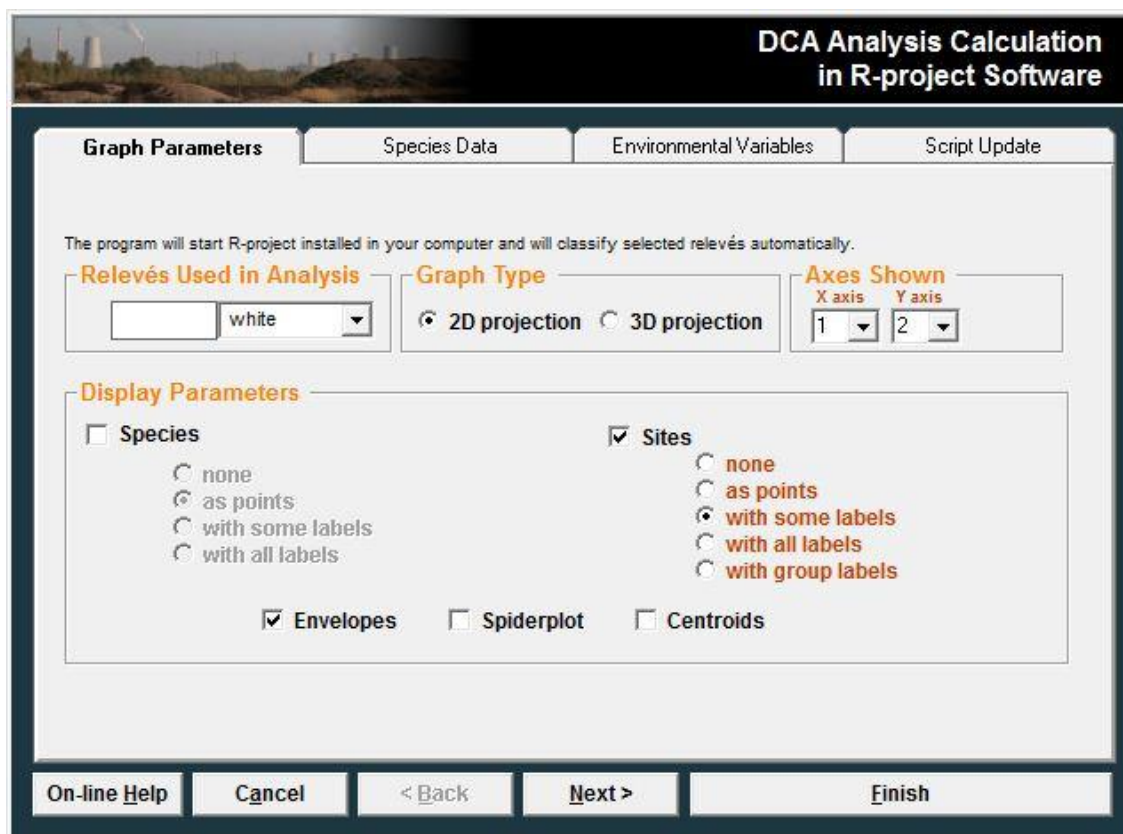 DCA Analysis Calculation
in R-project Software
Graph Parameters Species Data Environmental Variables Script Update
The program will start R-project installed in your computer and will classify selected relevés automatically.
Relevés Used in Analysis Graph Type Axes Shown
X axis Y axis
white 2D projection 3D projection 1 2
Display Parameters
Species
none
as points
with some labels
with all labels
Sites
none
as points
with some labels
with all labels
with group labels
Envelopes Spiderplot Centroids
On-line Help Cancel < Back Next > Finish